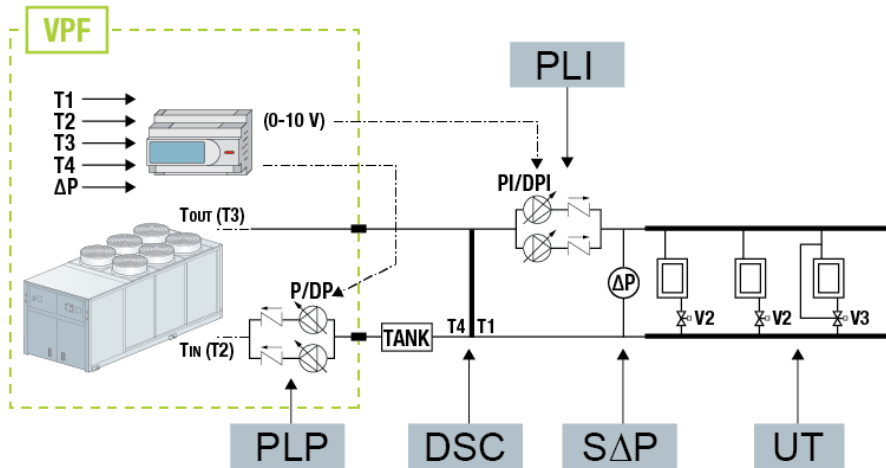 VPF
PLI
T1
T2
T3
T4
ΔP
(0-10 V)
PI/DPI
TOUT (T3)
P/DP
ΔP
V2
V2
V3
TANK
T4
T1
TIN (T2)
PLP
DSC
SΔP
UT